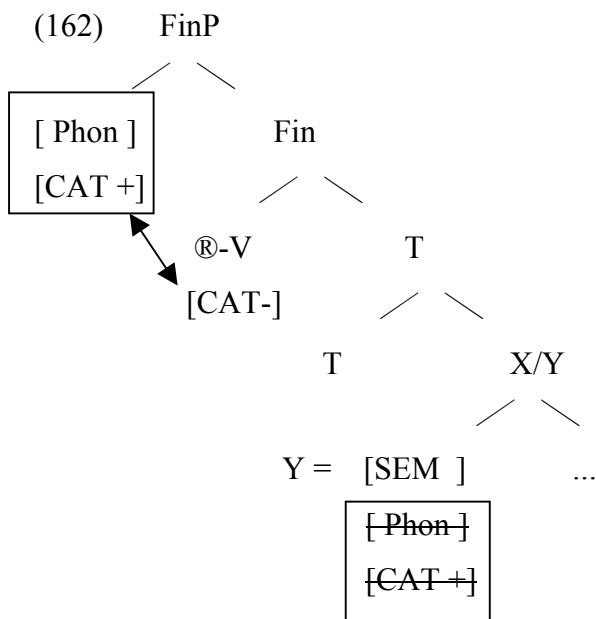 (162) FinP
[ Phon ]
Fin
[CAT +]
®-V T
[CAT-]
T X/Y
Y = [SEM ] ...
[ Phon ]
[CAT +]